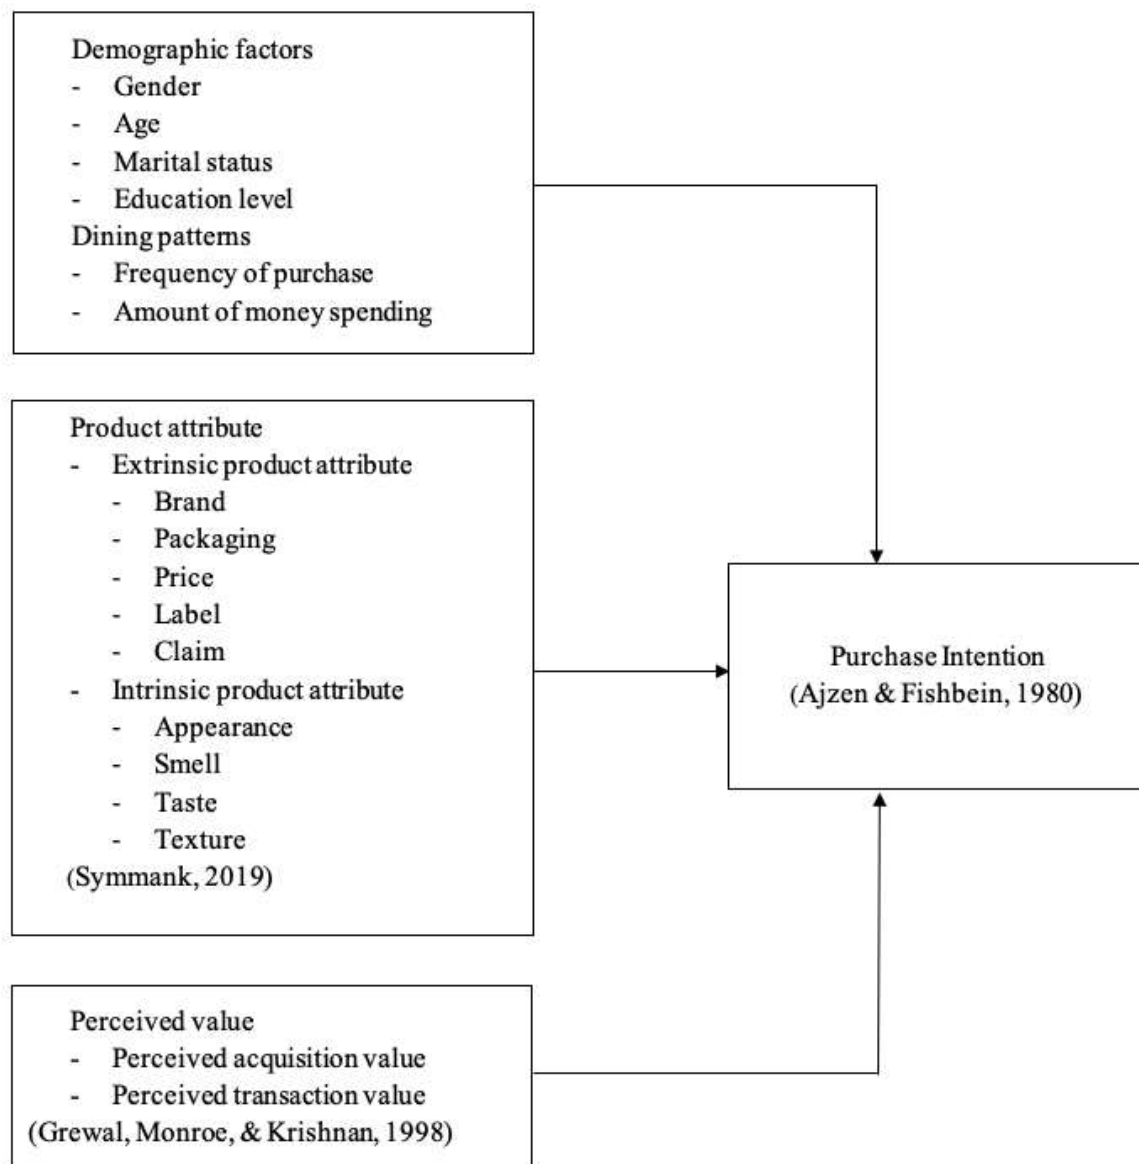 Demographic factors
- Gender
- Age
- Marital status
- Education level
Dining patterns
- Frequency of purchase
- Amount of money spending
Product attribute
- Extrinsic product attribute
- Brand
- Packaging
- Price
- Label
- Claim
- Intrinsic product attribute
- Appearance
- Smell
- Taste
- Texture
(Symmank, 2019)
Perceived value
- Perceived acquisition value
- Perceived transaction value
(Grewal, Monroe, & Krishnan, 1998)
Purchase Intention
(Ajzen & Fishbein, 1980)